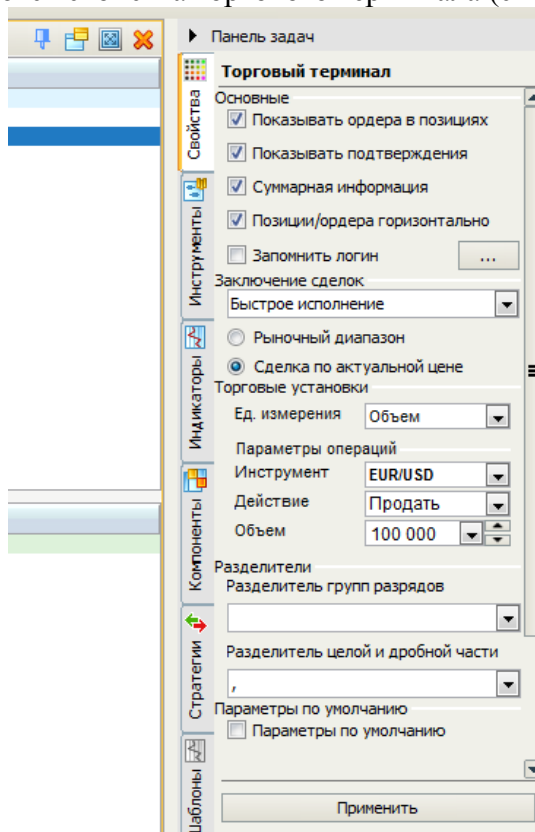 Панель задач
Торговый терминал
Свойства
Инструменты
Индикаторы
Компоненты
Стратегии
Шаблоны
Основные
Показывать ордера в позициях
Показывать подтверждения
Суммарная информация
Позиции/ордера горизонтально
Запомнить логин ...
Заключение сделок
Быстрое исполнение
Рыночный диапазон
Сделка по актуальной цене
Торговые установки
Ед. измерения Объем
Параметры операций
Инструмент EUR/USD
Действие Продать
Объем 100 000
Разделители
Разделитель групп разрядов
Разделитель целой и дробной части
,
Параметры по умолчанию
Параметры по умолчанию
Применить